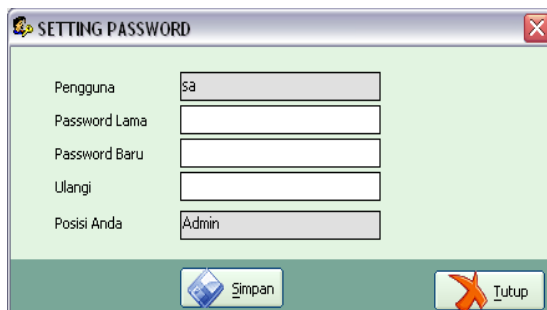 SETTING PASSWORD
Pengguna sa
Password Lama
Password Baru
Ulangi
Posisi Anda Admin
Simpan Tutup